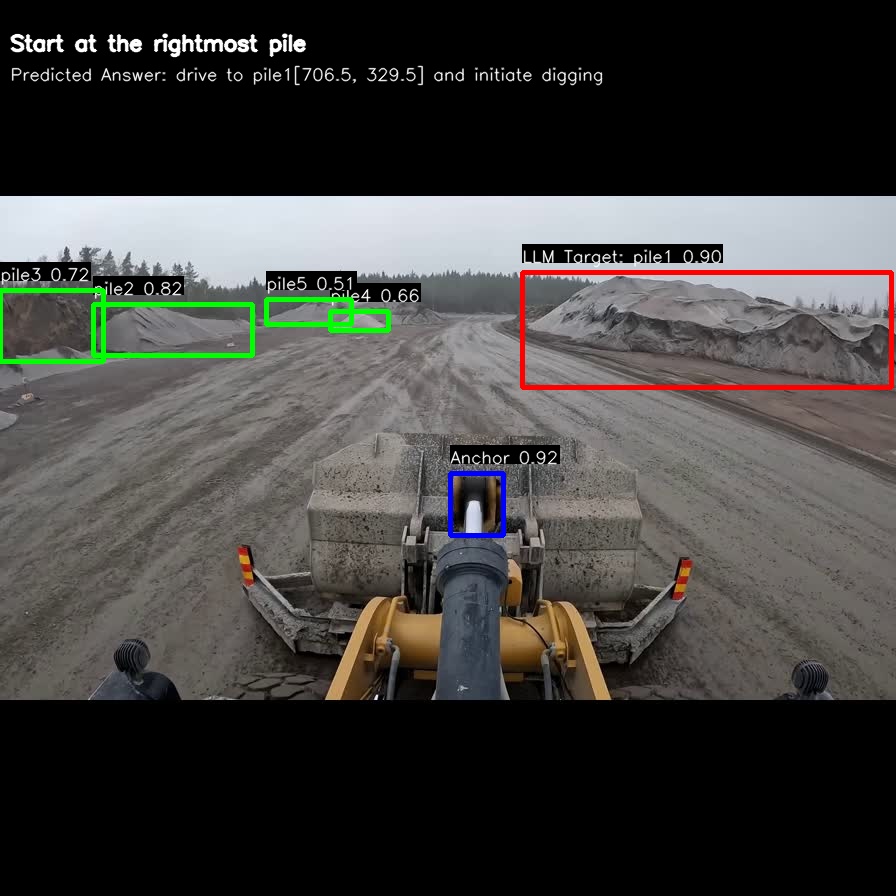 Start at the rightmost pile
Predicted Answer: drive to pile1[706.5, 329.5] and initiate digging
LLM Target: pile1 0.90
pile3 0.72
pile2 0.82
pile5 0.51
pile4 0.66
Anchor 0.92